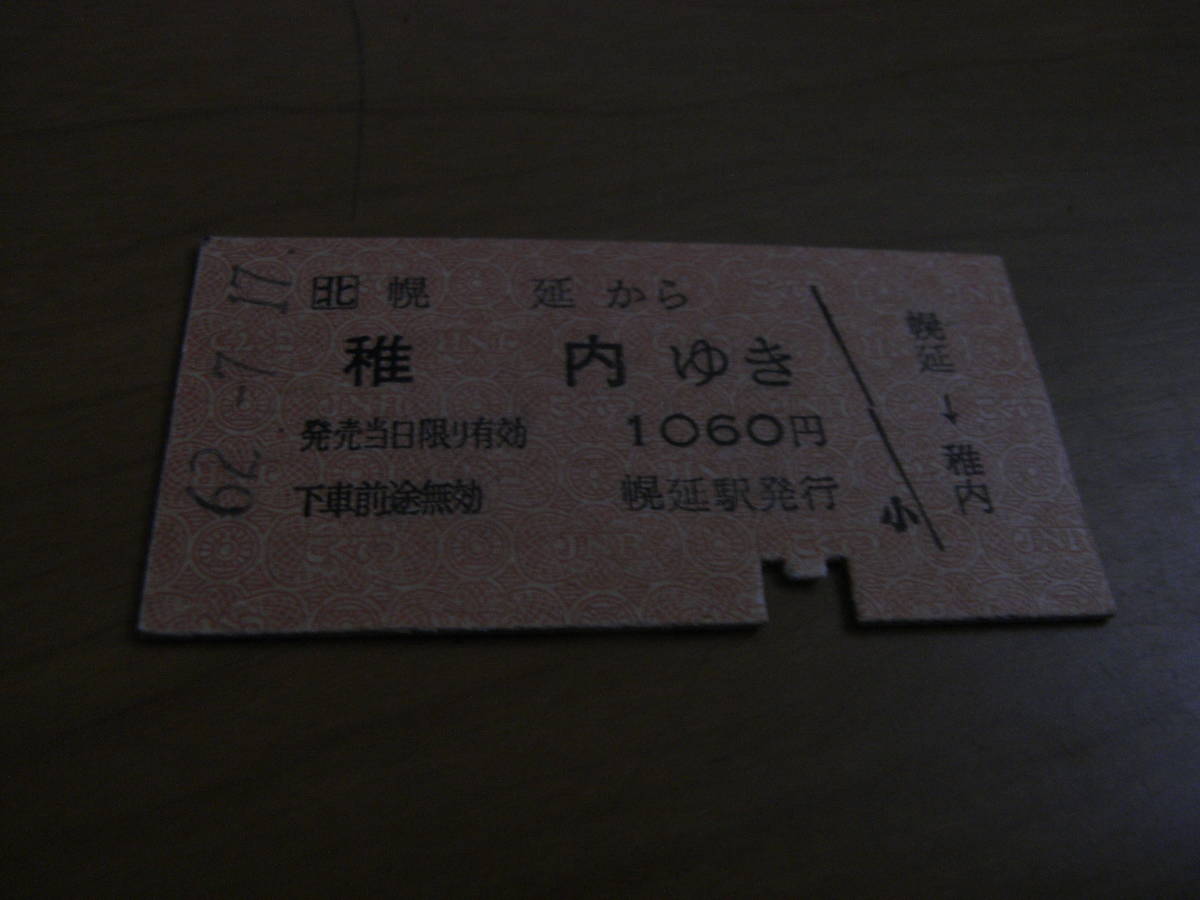 62-7 17
北 幌 延 から
稚 内 ゆき
発売当日限り有効 1060円
下車前途無効 幌延駅発行
小
幌延→稚内